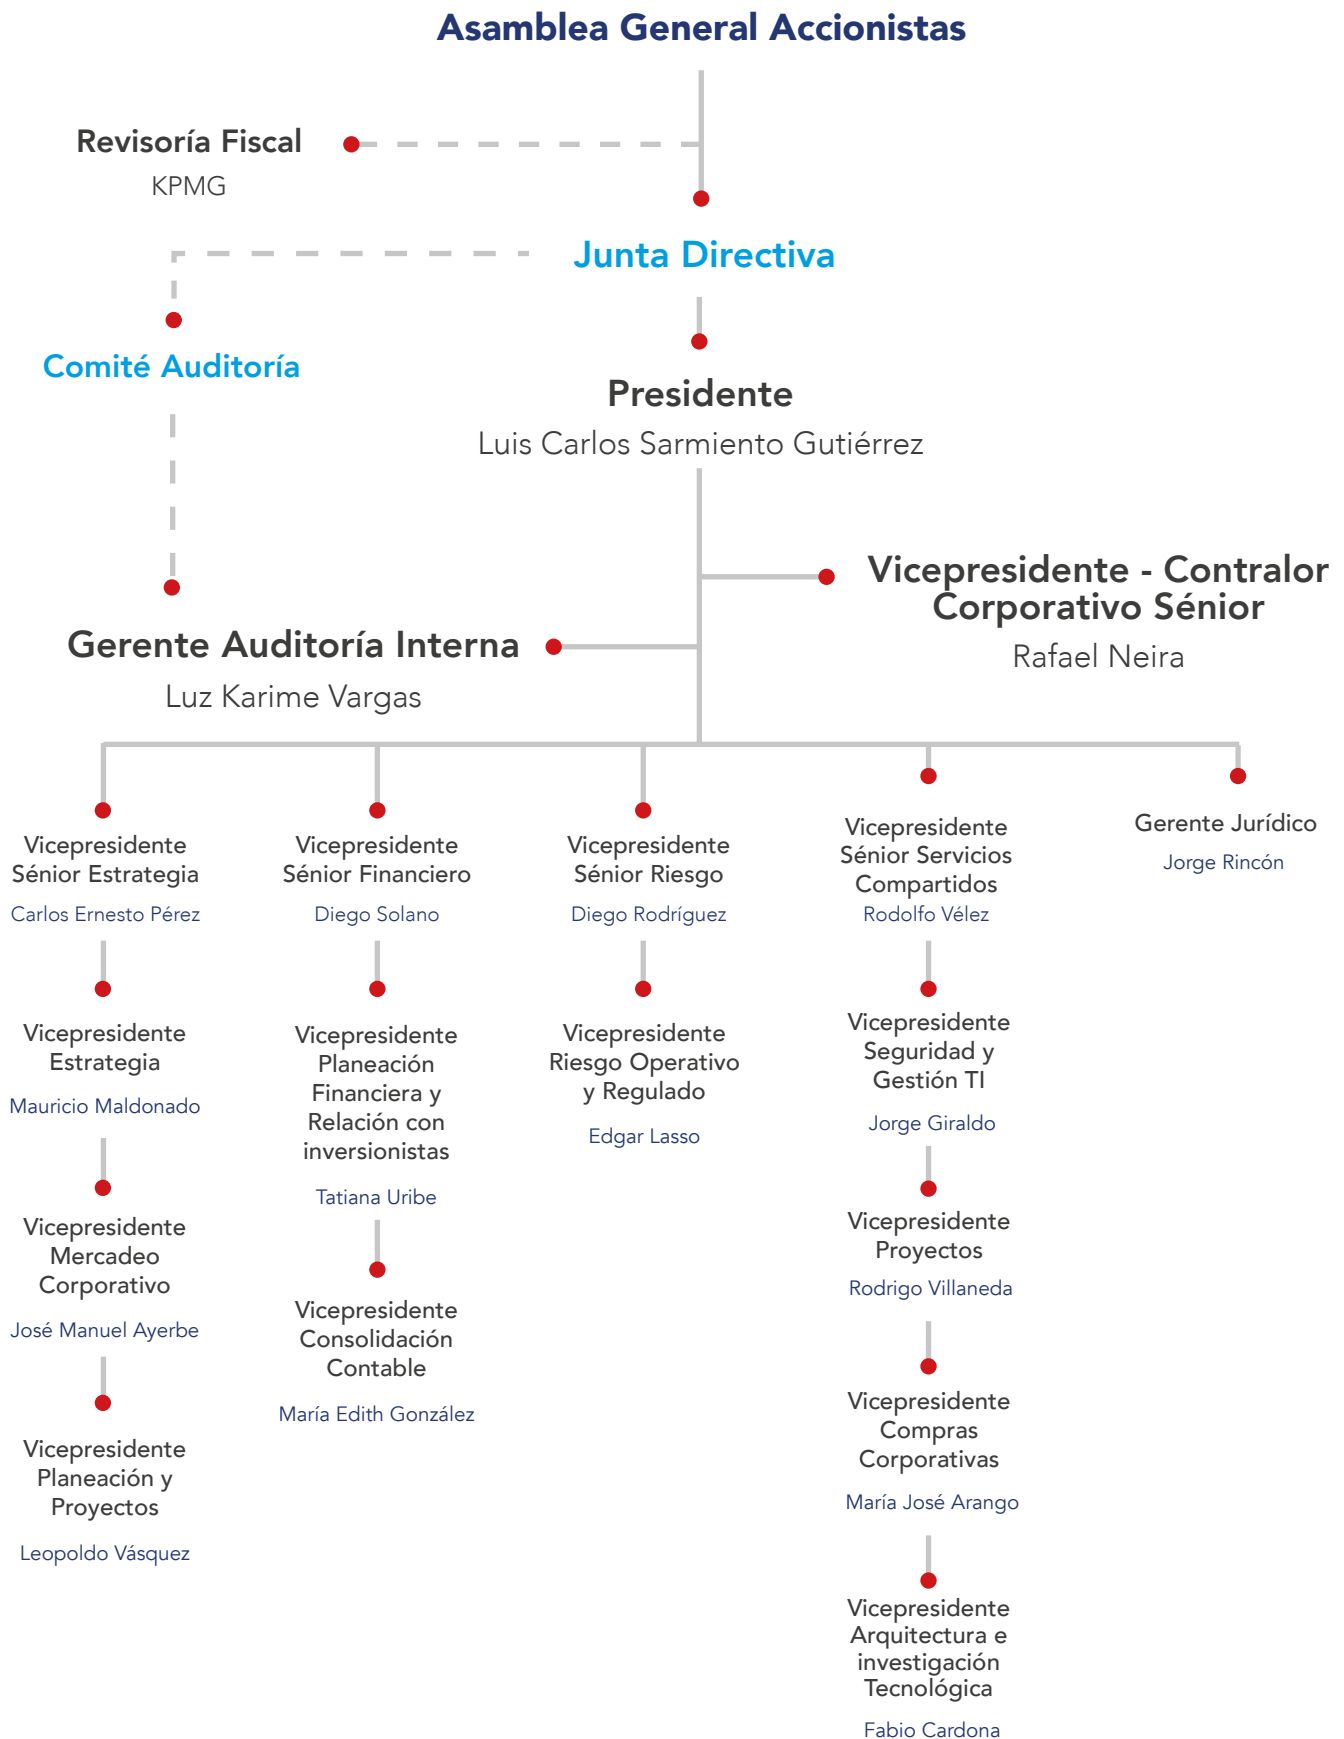 Asamblea General Accionistas
Revisoría Fiscal
KPMG
Junta Directiva
Comité Auditoría
Presidente
Luis Carlos Sarmiento Gutiérrez
Vicepresidente - Contralor
Corporativo Sénior
Rafael Neira
Gerente Auditoría Interna
Luz Karime Vargas
Vicepresidente
Sénior Estrategia
Carlos Ernesto Pérez
Vicepresidente
Estrategia
Mauricio Maldonado
Vicepresidente
Mercadeo
Corporativo
José Manuel Ayerbe
Vicepresidente
Planeación y
Proyectos
Leopoldo Vásquez
Vicepresidente
Sénior Financiero
Diego Solano
Vicepresidente
Planeación
Financiera y
Relación con
inversionistas
Tatiana Uribe
Vicepresidente
Consolidación
Contable
María Edith González
Vicepresidente
Sénior Riesgo
Diego Rodríguez
Vicepresidente
Riesgo Operativo
y Regulado
Edgar Lasso
Vicepresidente
Sénior Servicios
Compartidos
Rodolfo Vélez
Vicepresidente
Seguridad y
Gestión TI
Jorge Giraldo
Vicepresidente
Proyectos
Rodrigo Villaneda
Vicepresidente
Compras
Corporativas
María José Arango
Vicepresidente
Arquitectura e
investigación
Tecnológica
Fabio Cardona
Gerente Jurídico
Jorge Rincón